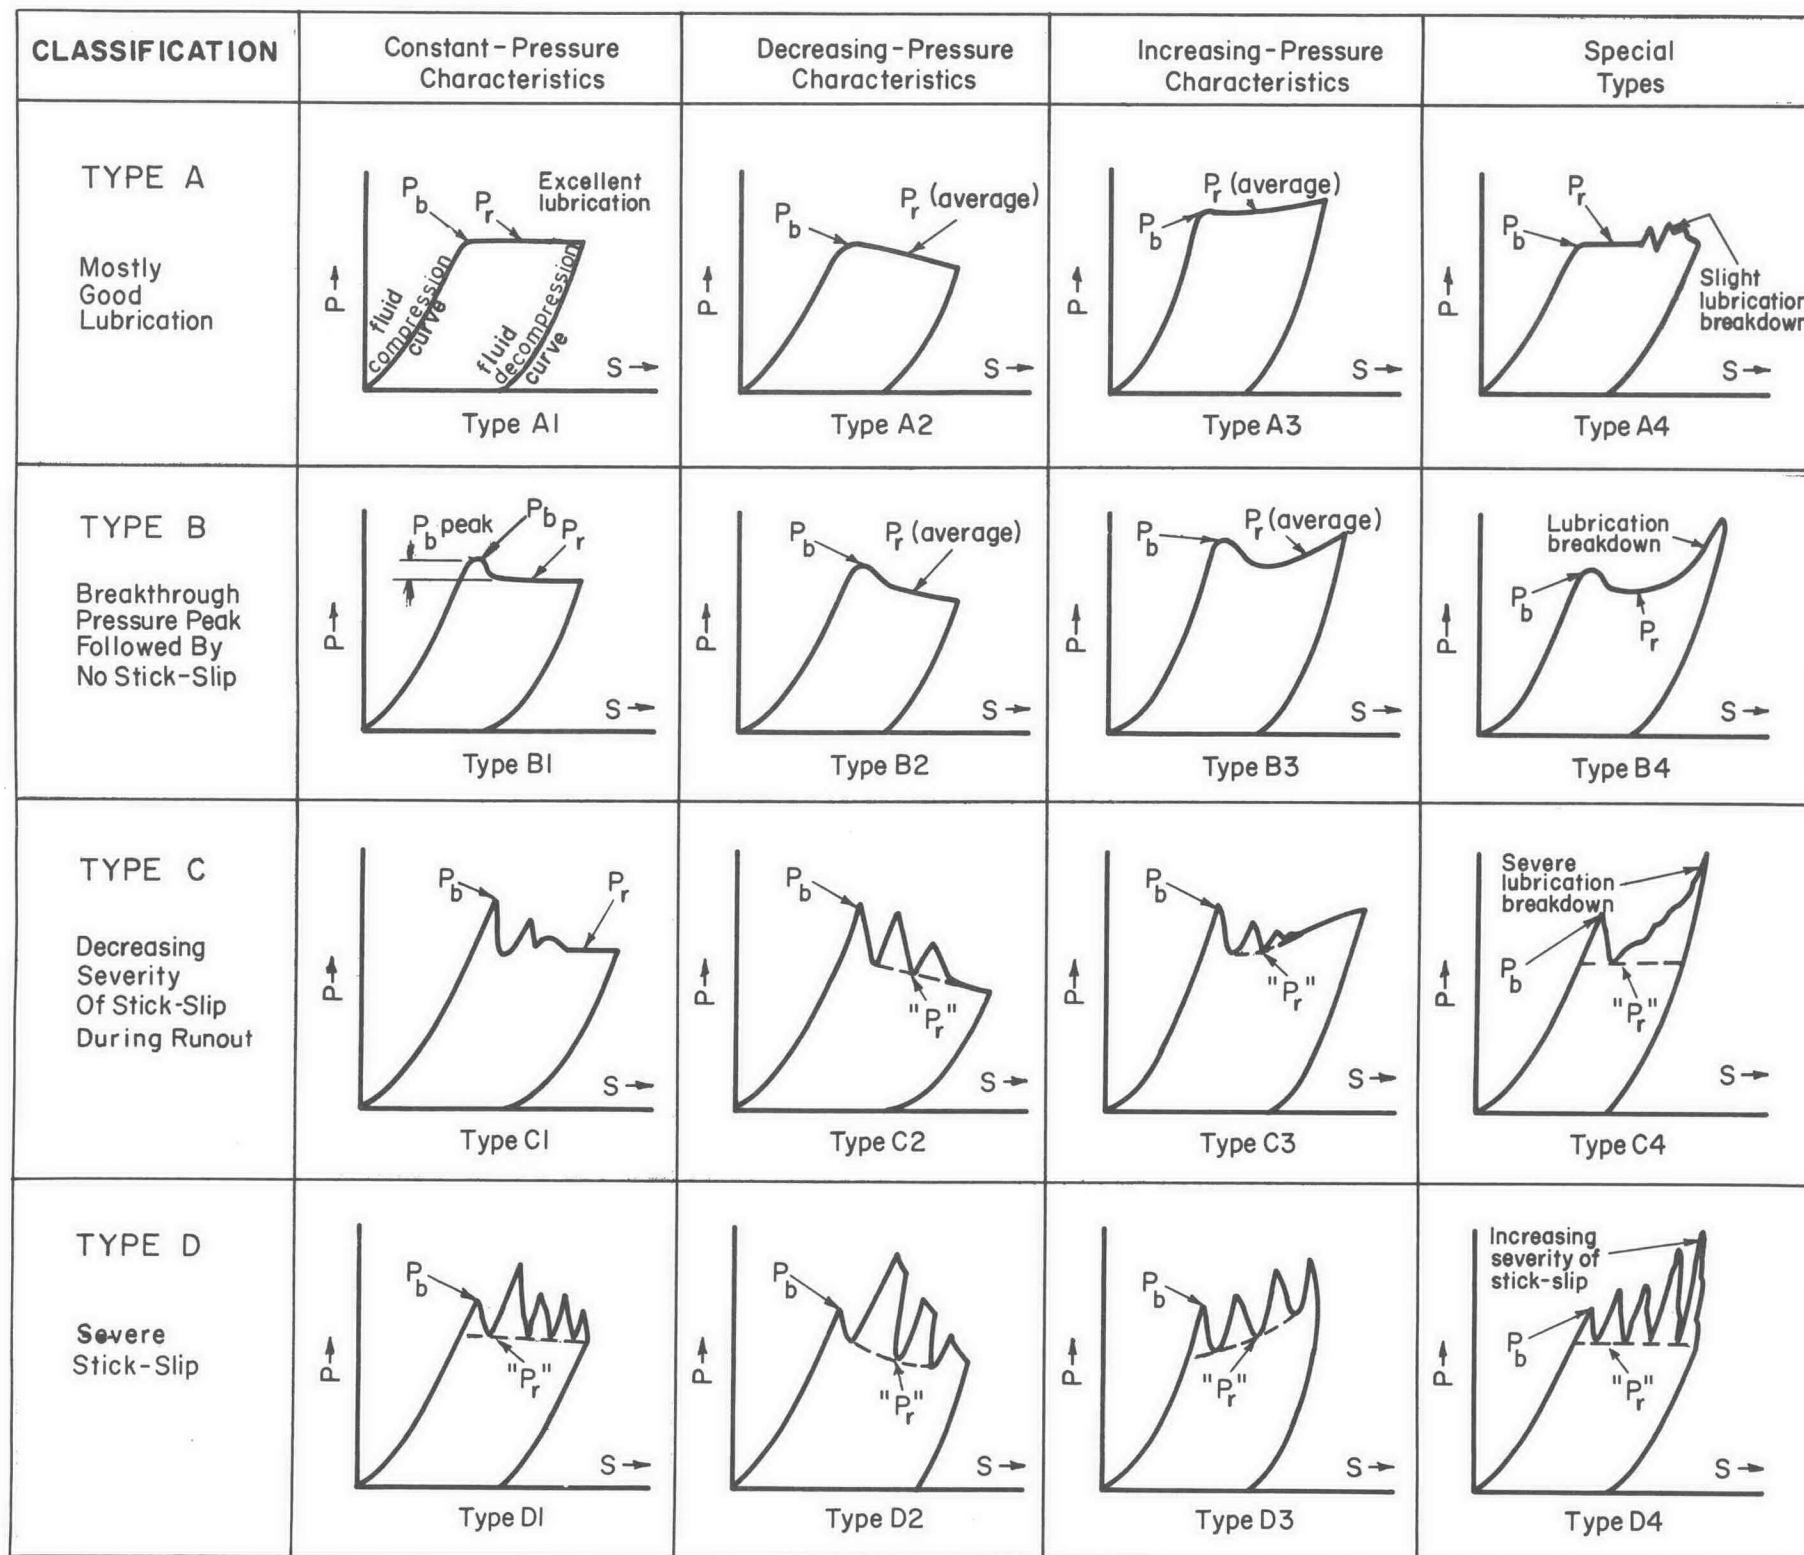 CLASSIFICATION
Constant-Pressure
Characteristics
Decreasing-Pressure
Characteristics
Increasing-Pressure
Characteristics
Special
Types
TYPE A
Mostly
Good
Lubrication
Pb
Pr
Excellent
lubrication
P→
fluid
compression
curve
fluid
decompression
curve
S→
Type A1
Pb
Pr (average)
P→
S→
Type A2
Pb
Pr (average)
P→
S→
Type A3
Pb
Pr
Slight
lubrication
breakdown
P→
S→
Type A4
TYPE B
Breakthrough
Pressure Peak
Followed By
No Stick-Slip
Pb peak
Pb
Pr
P→
S→
Type B1
Pb
Pr (average)
P→
S→
Type B2
Pb
Pr (average)
P→
S→
Type B3
Lubrication
breakdown
Pb
Pr
P→
S→
Type B4
TYPE C
Decreasing
Severity
Of Stick-Slip
During Runout
Pb
Pr
P→
S→
Type C1
Pb
"Pr"
P→
S→
Type C2
Pb
"Pr"
P→
S→
Type C3
Severe
lubrication
breakdown
Pb
"Pr"
P→
S→
Type C4
TYPE D
Severe
Stick-Slip
Pb
"Pr"
P→
S→
Type D1
Pb
"Pr"
P→
S→
Type D2
Pb
"Pr"
P→
S→
Type D3
Increasing
severity of
stick-slip
Pb
"Pr"
P→
S→
Type D4